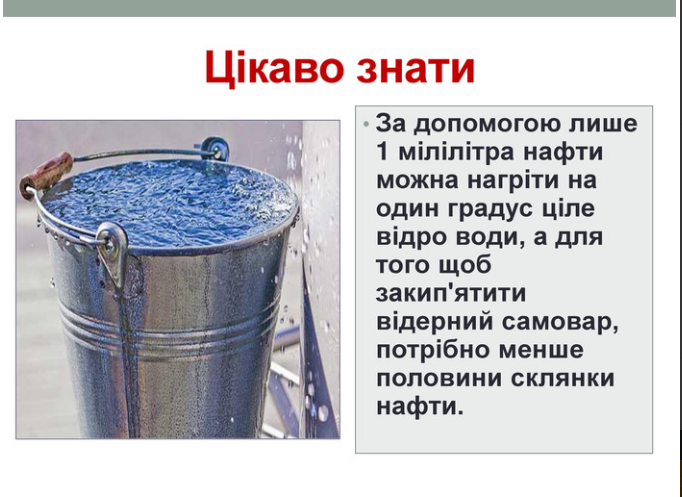 Цікаво знати
• За допомогою лише
1 мілілітра нафти
можна нагріти на
один градус ціле
відро води, а для
того щоб
закип'ятити
відерний самовар,
потрібно менше
половини склянки
нафти.